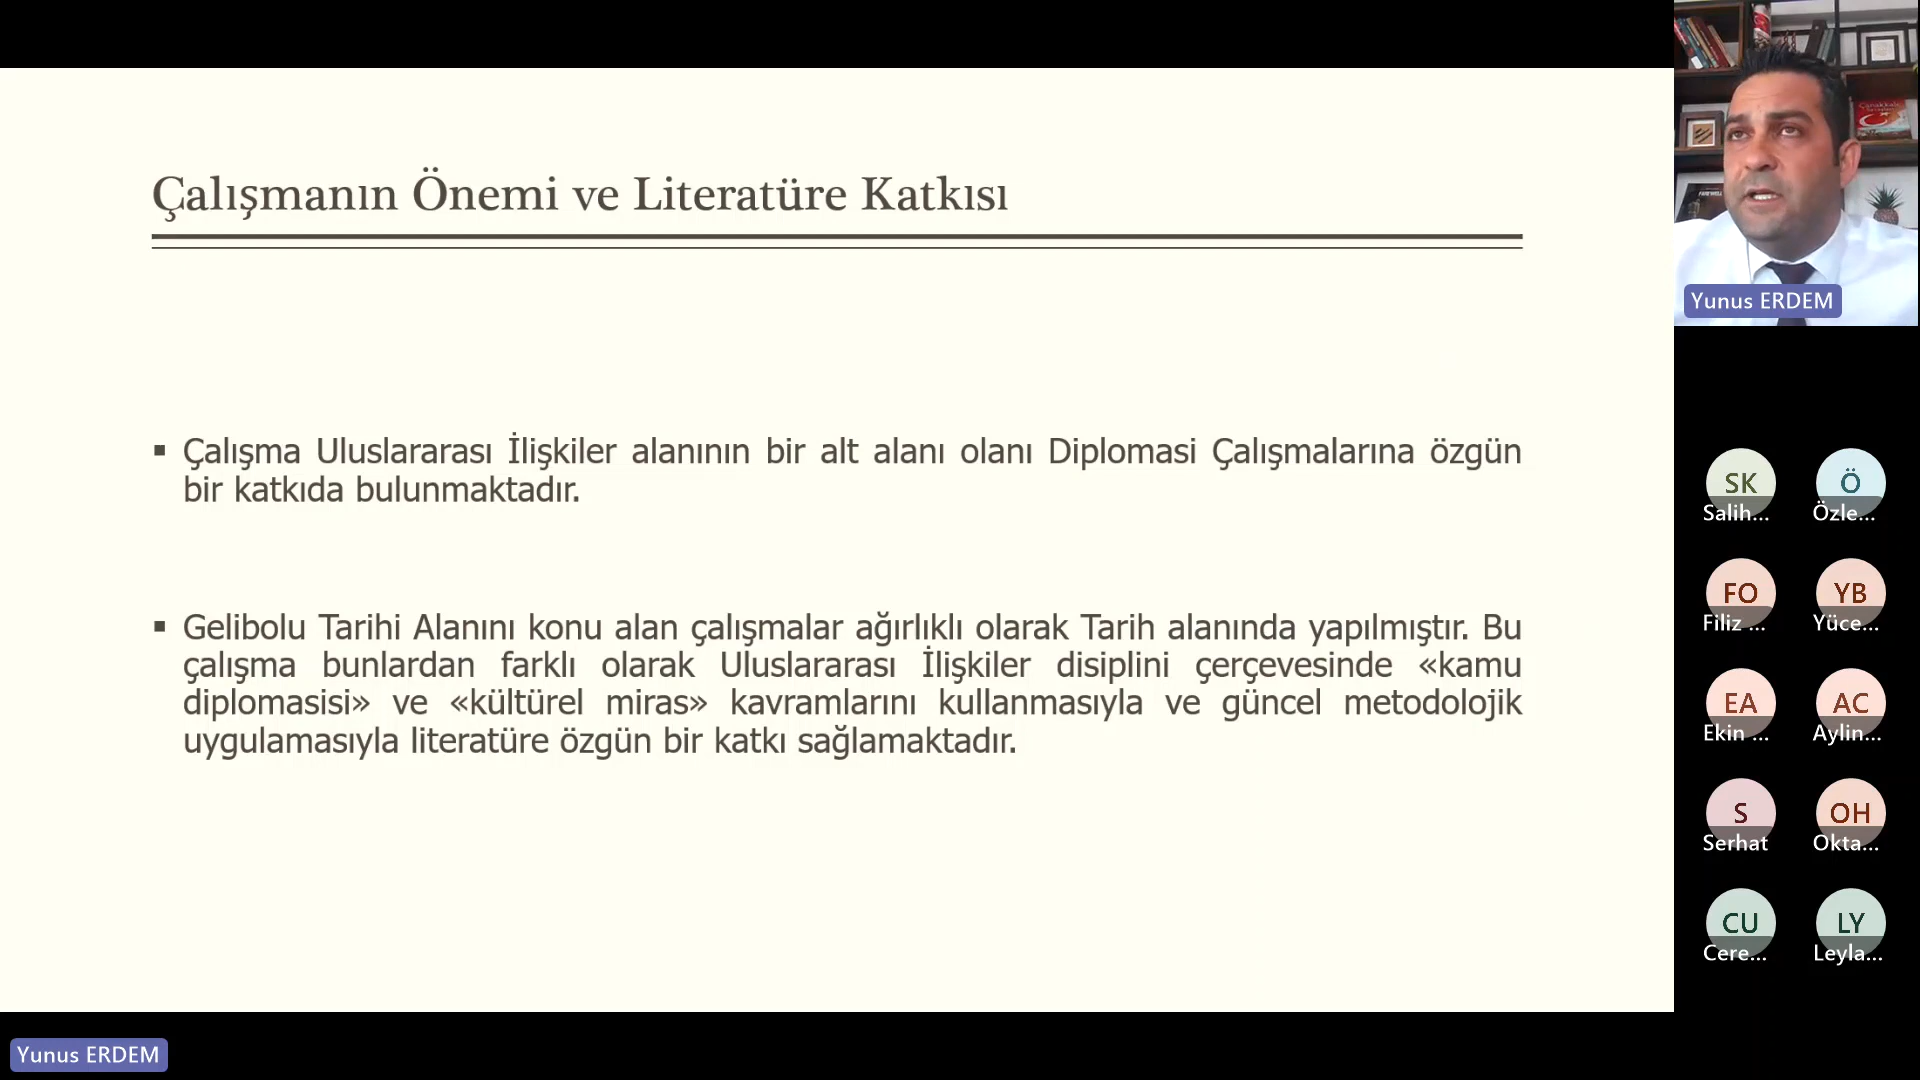 Çalışmanın Önemi ve Literatüre Katkısı
▪ Çalışma Uluslararası İlişkiler alanının bir alt alanı olanı Diplomasi Çalışmalarına özgün
bir katkıda bulunmaktadır.
▪ Gelibolu Tarihi Alanını konu alan çalışmalar ağırlıklı olarak Tarih alanında yapılmıştır. Bu
çalışma bunlardan farklı olarak Uluslararası İlişkiler disiplini çerçevesinde «kamu
diplomasisi» ve «kültürel miras» kavramlarını kullanmasıyla ve güncel metodolojik
uygulamasıyla literatüre özgün bir katkı sağlamaktadır.
Yunus ERDEM
SK
Salih...
Ö
Özle...
FO
Filiz ...
YB
Yüce...
EA
Ekin ...
AC
Aylin...
S
Serhat
OH
Okta...
CU
Cere...
LY
Leyla...
Yunus ERDEM